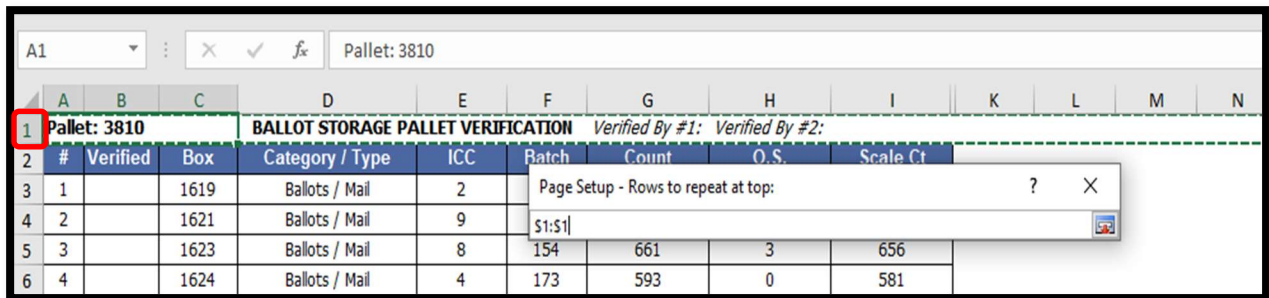 A1 fx Pallet: 3810
A B C D E F G H I K L M N
1 Pallet: 3810 BALLOT STORAGE PALLET VERIFICATION Verified By #1: Verified By #2:
2 # Verified Box Category / Type ICC Batch Count O.S. Scale Ct
3 1 1619 Ballots / Mail 2
Page Setup - Rows to repeat at top: ? X
4 2 1621 Ballots / Mail 9
$1:$1
5 3 1623 Ballots / Mail 8 154 661 3 656
6 4 1624 Ballots / Mail 4 173 593 0 581